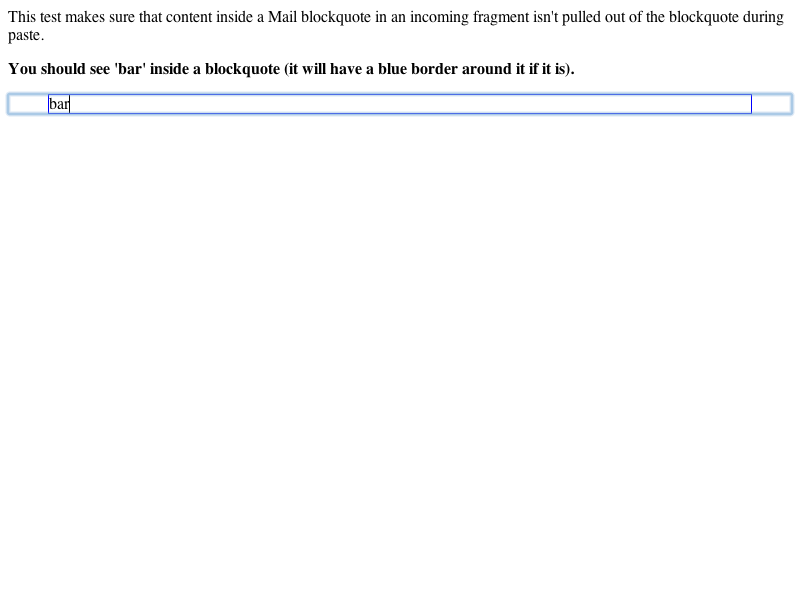 This test makes sure that content inside a Mail blockquote in an incoming fragment isn't pulled out of the blockquote during
paste.
You should see 'bar' inside a blockquote (it will have a blue border around it if it is).
bar